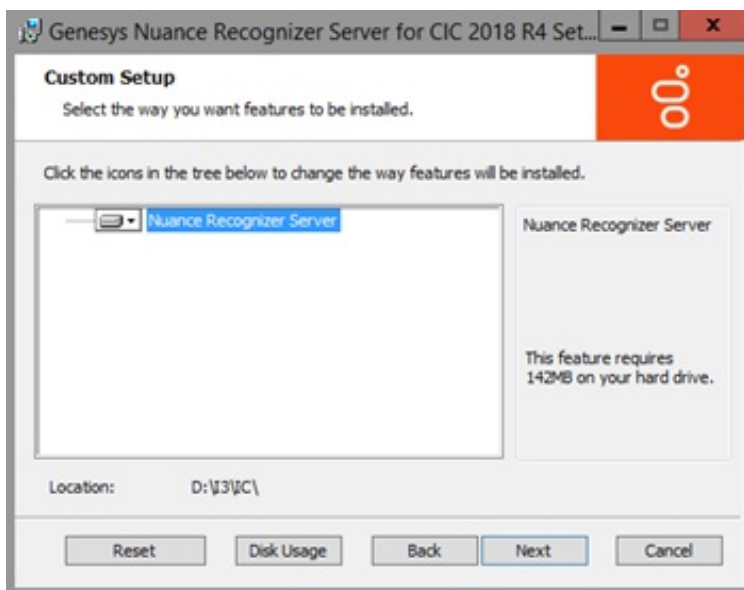 Genesys Nuance Recognizer Server for CIC 2018 R4 Set...
Custom Setup
Select the way you want features to be installed.
Click the icons in the tree below to change the way features will be installed.
Nuance Recognizer Server
Nuance Recognizer Server
This feature requires
142MB on your hard drive.
Location: D:\I3\IC\
Reset Disk Usage Back Next Cancel